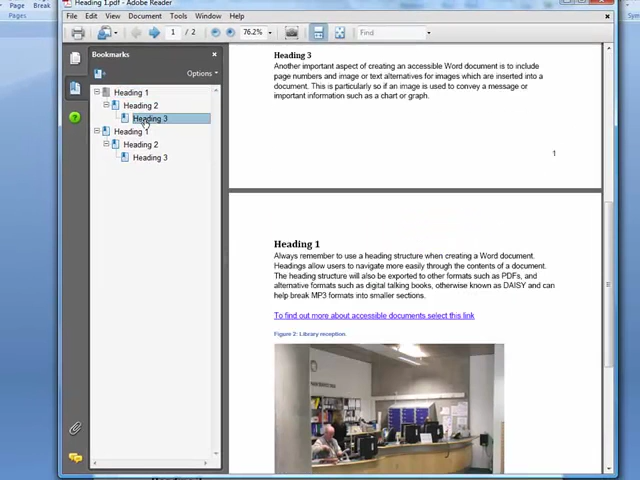 Page
Break
Pages
Sym
Heading 1.pdf - Adobe Reader
File Edit View Document Tools Window Help
1 / 2 76.2% Find
Bookmarks
Options
Heading 1
Heading 2
Heading 3
Heading 1
Heading 2
Heading 3
Heading 3
Another important aspect of creating an accessible Word document is to include
page numbers and image or text alternatives for images which are inserted into a
document. This is particularly so if an image is used to convey a message or
important information such as a chart or graph.
1
Heading 1
Always remember to use a heading structure when creating a Word document.
Headings allow users to navigate more easily through the contents of a document.
The heading structure will also be exported to other formats such as PDFs, and
alternative formats such as digital talking books, otherwise known as DAISY and can
help break MP3 formats into smaller sections.
To find out more about accessible documents select this link
Figure 2: Library reception.